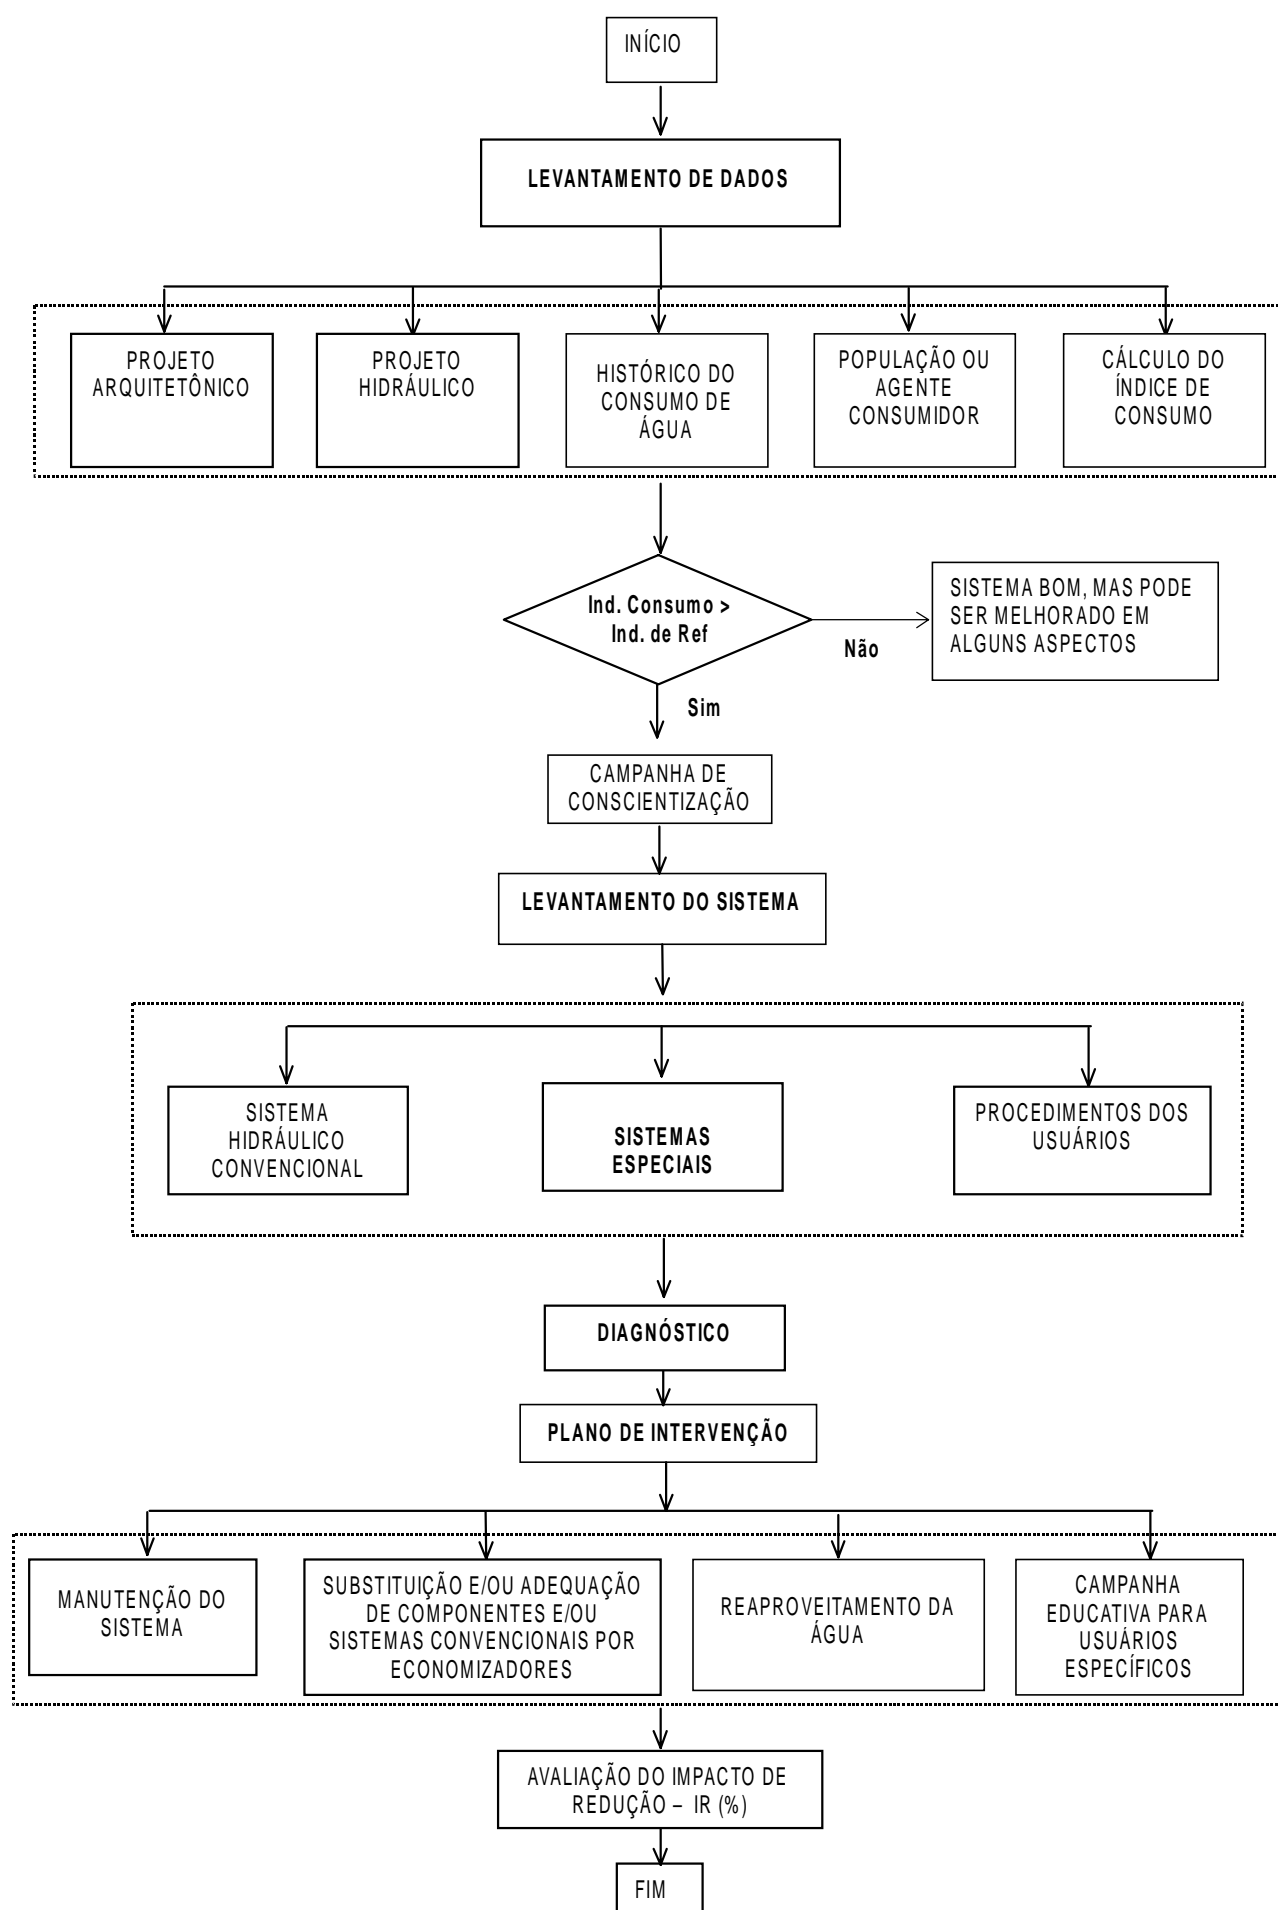 INÍCIO
LEVANTAMENTO DE DADOS
PROJETO
ARQUITETÔNICO
PROJETO
HIDRÁULICO
HISTÓRICO DO
CONSUMO DE
ÁGUA
POPULAÇÃO OU
AGENTE
CONSUMIDOR
CÁLCULO DO
ÍNDICE DE
CONSUMO
Ind. Consumo >
Ind. de Ref
Não
SISTEMA BOM, MAS PODE
SER MELHORADO EM
ALGUNS ASPECTOS
Sim
CAMPANHA DE
CONSCIENTIZAÇÃO
LEVANTAMENTO DO SISTEMA
SISTEMA
HIDRÁULICO
CONVENCIONAL
SISTEMAS
ESPECIAIS
PROCEDIMENTOS DOS
USUÁRIOS
DIAGNÓSTICO
PLANO DE INTERVENÇÃO
MANUTENÇÃO DO
SISTEMA
SUBSTITUIÇÃO E/OU ADEQUAÇÃO
DE COMPONENTES E/OU
SISTEMAS CONVENCIONAIS POR
ECONOMIZADORES
REAPROVEITAMENTO DA
ÁGUA
CAMPANHA
EDUCATIVA PARA
USUÁRIOS
ESPECÍFICOS
AVALIAÇÃO DO IMPACTO DE
REDUÇÃO – IR (%)
FIM